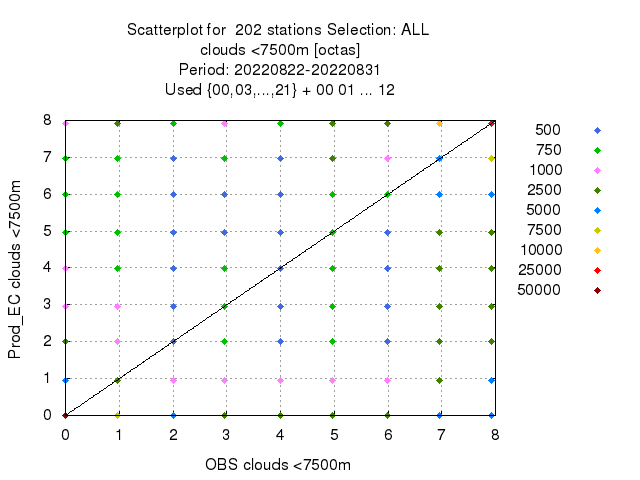 Scatterplot for 202 stations Selection: ALL
clouds <7500m [octas]
Period: 20220822-20220831
Used {00,03,...,21} + 00 01 ... 12
Prod_EC clouds <7500m
8
7
6
5
4
3
2
1
0
0 1 2 3 4 5 6 7 8
OBS clouds <7500m
500
750
1000
2500
5000
7500
10000
25000
50000